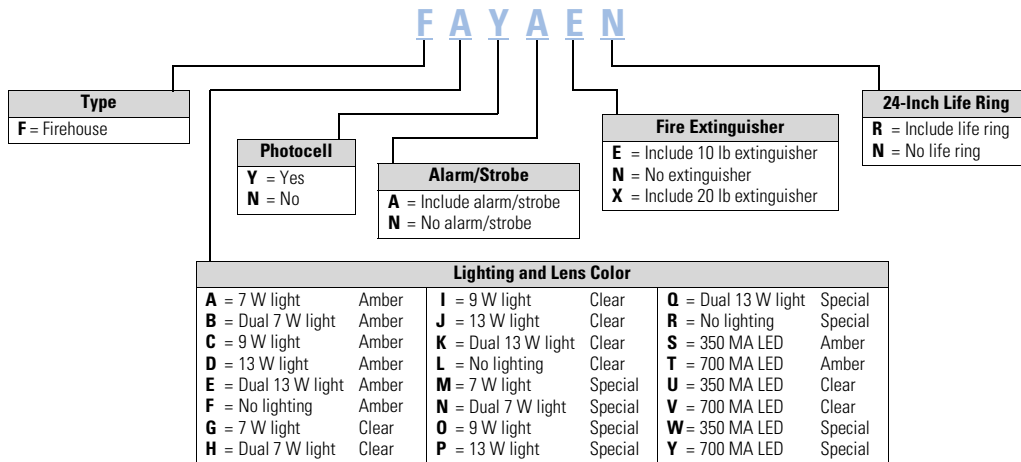 F A Y A E N
Type
F = Firehouse
Photocell
Y = Yes
N = No
Alarm/Strobe
A = Include alarm/strobe
N = No alarm/strobe
Fire Extinguisher
E = Include 10 lb extinguisher
N = No extinguisher
X = Include 20 lb extinguisher
24-Inch Life Ring
R = Include life ring
N = No life ring
Lighting and Lens Color
A = 7 W light Amber
B = Dual 7 W light Amber
C = 9 W light Amber
D = 13 W light Amber
E = Dual 13 W light Amber
F = No lighting Amber
G = 7 W light Clear
H = Dual 7 W light Clear
I = 9 W light Clear
J = 13 W light Clear
K = Dual 13 W light Clear
L = No lighting Clear
M = 7 W light Special
N = Dual 7 W light Special
O = 9 W light Special
P = 13 W light Special
Q = Dual 13 W light Special
R = No lighting Special
S = 350 MA LED Amber
T = 700 MA LED Amber
U = 350 MA LED Clear
V = 700 MA LED Clear
W = 350 MA LED Special
Y = 700 MA LED Special